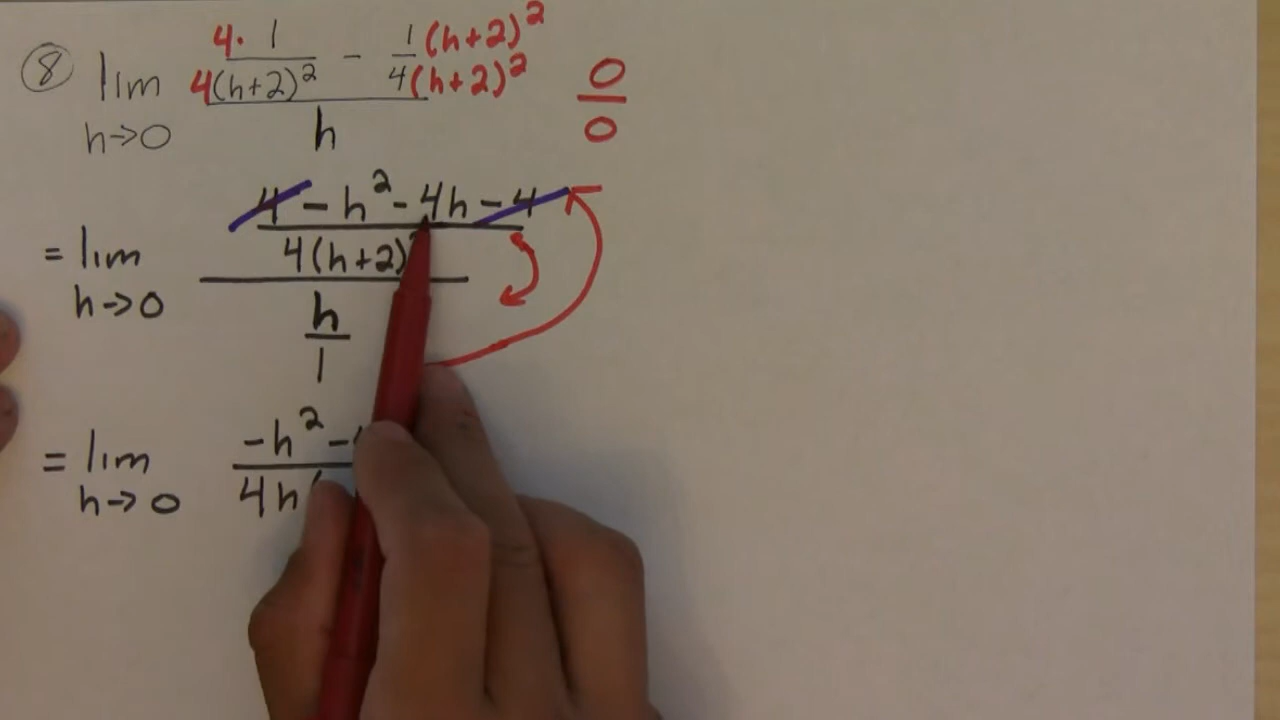 ⑧ lim h→0 (4· 1 / 4(h+2)² − 1 (h+2)² / 4 (h+2)²) / h 0/0
= lim h→0 (4 − h² − 4h − 4 / 4(h+2)) / (h/1)
= lim h→0 −h² − / 4h(